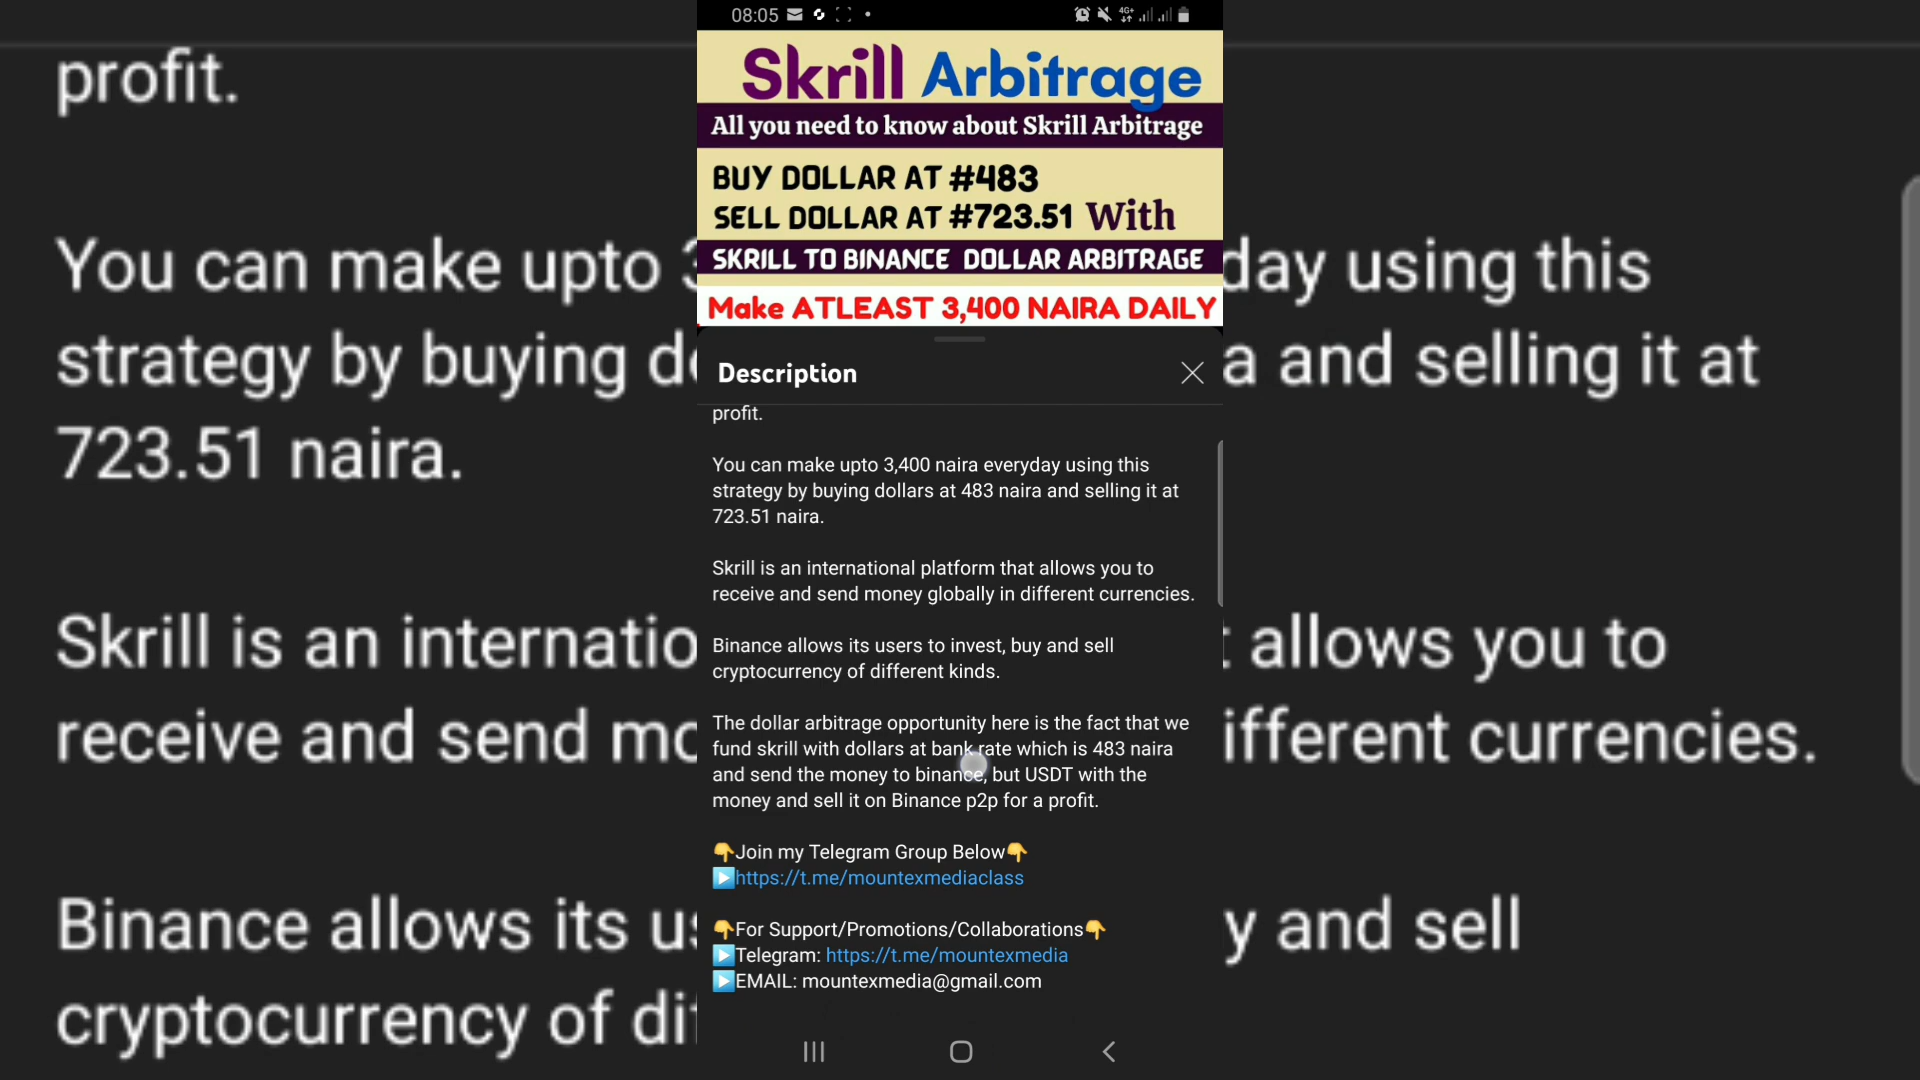 08:05
4G+
Skrill Arbitrage
All you need to know about Skrill Arbitrage
BUY DOLLAR AT #483
SELL DOLLAR AT #723.51 With
SKRILL TO BINANCE DOLLAR ARBITRAGE
Make ATLEAST 3,400 NAIRA DAILY
Description
profit.
You can make upto 3,400 naira everyday using this
strategy by buying dollars at 483 naira and selling it at
723.51 naira.
Skrill is an international platform that allows you to
receive and send money globally in different currencies.
Binance allows its users to invest, buy and sell
cryptocurrency of different kinds.
The dollar arbitrage opportunity here is the fact that we
fund skrill with dollars at bank rate which is 483 naira
and send the money to binance, but USDT with the
money and sell it on Binance p2p for a profit.
👇Join my Telegram Group Below👇
▶️https://t.me/mountexmediaclass
👇For Support/Promotions/Collaborations👇
▶️Telegram: https://t.me/mountexmedia
▶️EMAIL: mountexmedia@gmail.com
profit.
You can make upto
day using this
strategy by buying
a and selling it at
723.51 naira.
Skrill is an
allows you to
receive and send
ifferent currencies.
Binance allows its
y and sell
cryptocurrency of